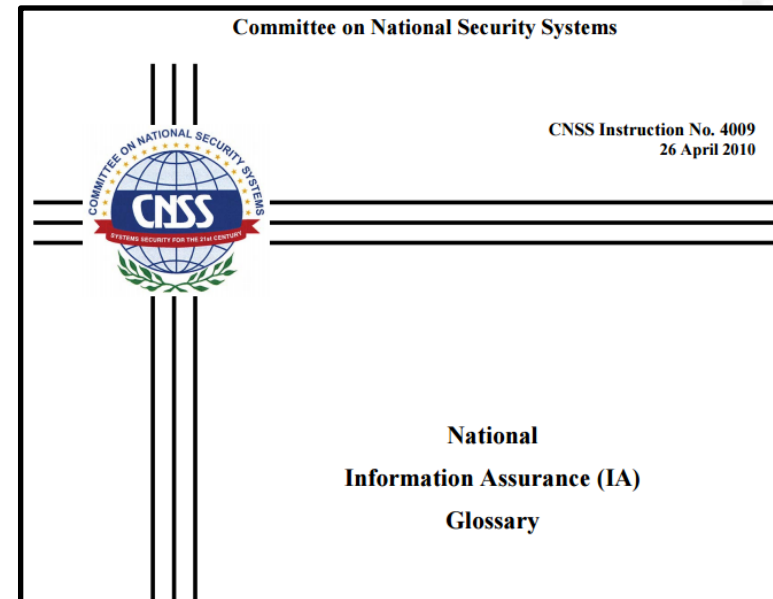 Committee on National Security Systems
CNSS Instruction No. 4009
26 April 2010
COMMITTEE ON NATIONAL SECURITY SYSTEMS
CNSS
SYSTEMS SECURITY FOR THE 21st CENTURY
National
Information Assurance (IA)
Glossary